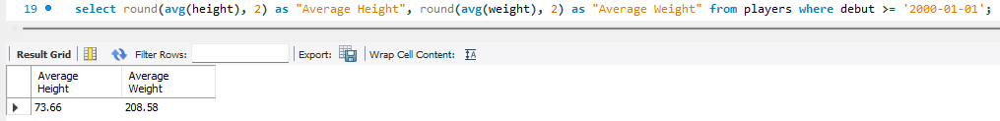 19 select round(avg(height), 2) as "Average Height", round(avg(weight), 2) as "Average Weight" from players where debut >= '2000-01-01';
Result Grid Filter Rows: Export: Wrap Cell Content:
Average Height Average Weight
73.66 208.58